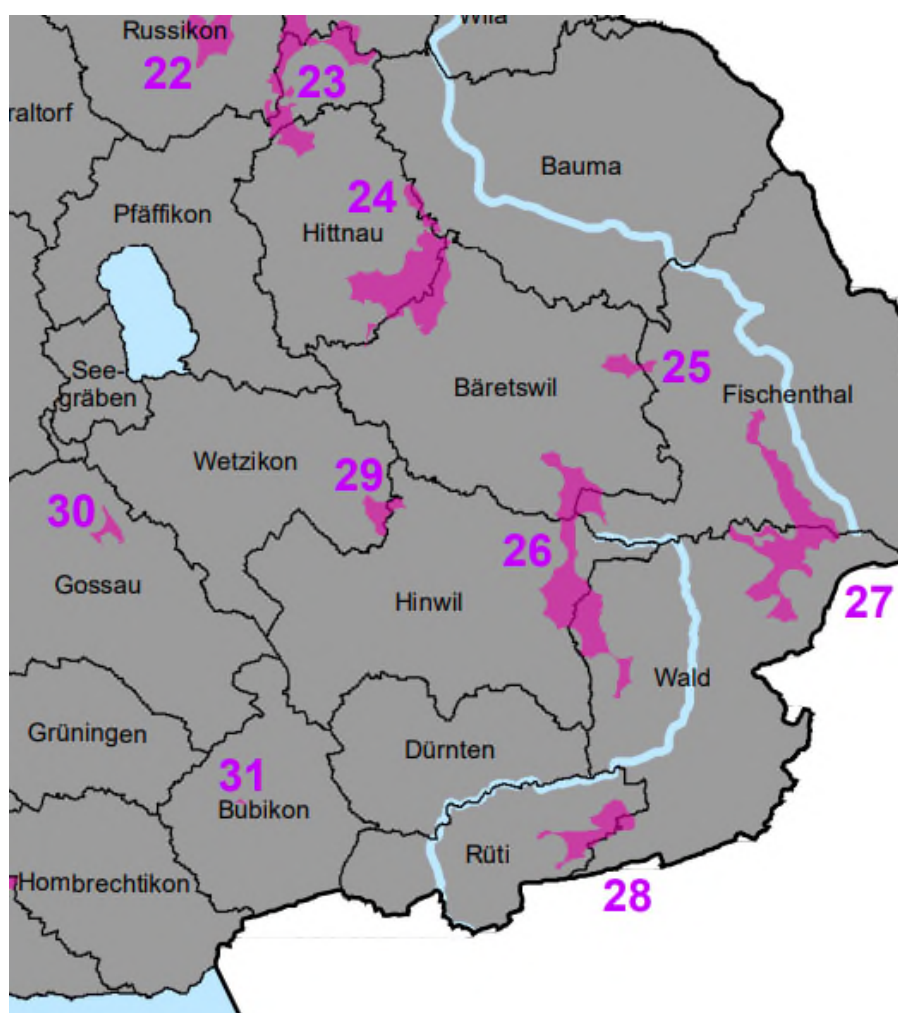 Wila
Russikon
22
23
raltorf
Bauma
24
Pfäffikon
Hittnau
See-
gräben
25
Bäretswil
Fischenthal
Wetzikon
29
30
26
Gossau
Hinwil
27
Wald
Grüningen
Dürnten
31
Bubikon
Rüti
Hombrechtikon
28